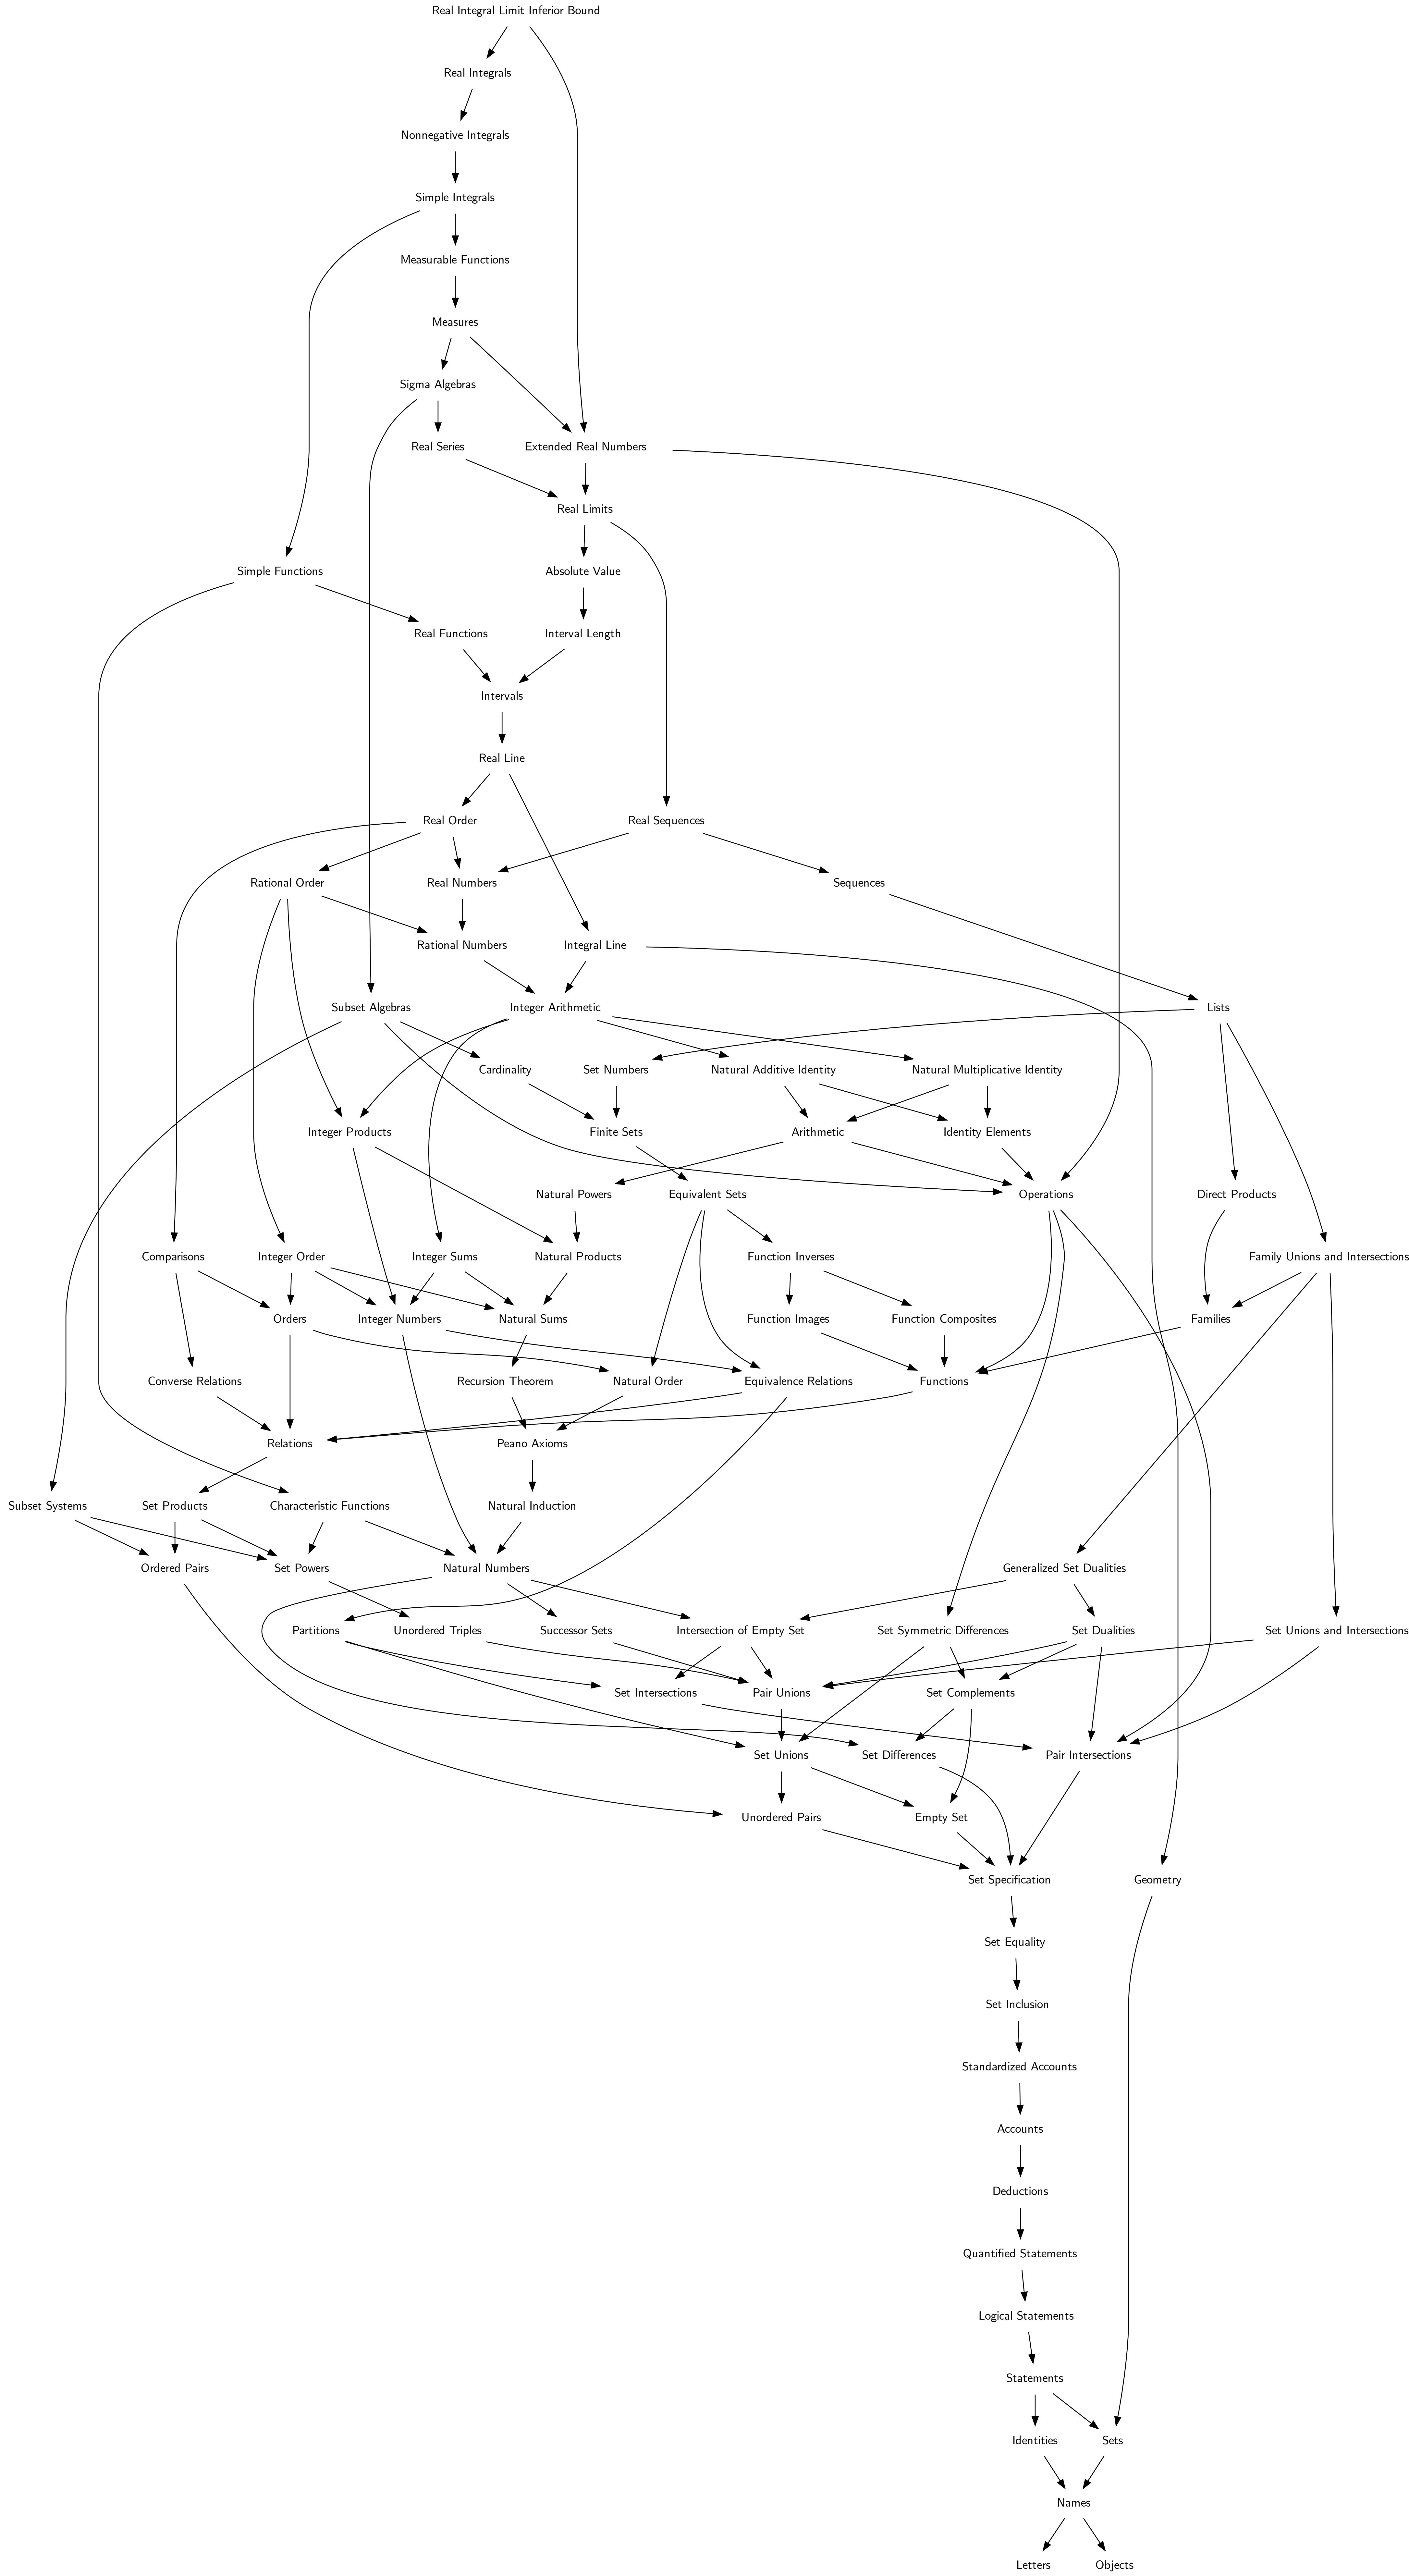 Real Integral Limit Inferior Bound
Real Integrals
Nonnegative Integrals
Simple Integrals
Measurable Functions
Measures
Sigma Algebras
Real Series
Extended Real Numbers
Real Limits
Simple Functions
Absolute Value
Real Functions
Interval Length
Intervals
Real Line
Real Order
Real Sequences
Rational Order
Real Numbers
Sequences
Rational Numbers
Integral Line
Subset Algebras
Integer Arithmetic
Lists
Cardinality
Set Numbers
Natural Additive Identity
Natural Multiplicative Identity
Integer Products
Finite Sets
Arithmetic
Identity Elements
Natural Powers
Equivalent Sets
Operations
Direct Products
Comparisons
Integer Order
Integer Sums
Natural Products
Function Inverses
Family Unions and Intersections
Orders
Integer Numbers
Natural Sums
Function Images
Function Composites
Families
Converse Relations
Recursion Theorem
Natural Order
Equivalence Relations
Functions
Relations
Peano Axioms
Subset Systems
Set Products
Characteristic Functions
Natural Induction
Ordered Pairs
Set Powers
Natural Numbers
Generalized Set Dualities
Partitions
Unordered Triples
Successor Sets
Intersection of Empty Set
Set Symmetric Differences
Set Dualities
Set Unions and Intersections
Set Intersections
Pair Unions
Set Complements
Set Unions
Set Differences
Pair Intersections
Unordered Pairs
Empty Set
Set Specification
Geometry
Set Equality
Set Inclusion
Standardized Accounts
Accounts
Deductions
Quantified Statements
Logical Statements
Statements
Identities
Sets
Names
Letters
Objects